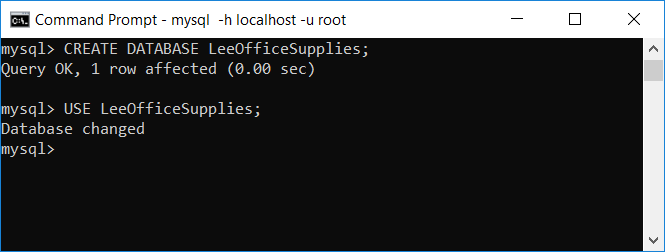 Command Prompt - mysql  -h localhost -u root
mysql> CREATE DATABASE LeeOfficeSupplies;
Query OK, 1 row affected (0.00 sec)
mysql> USE LeeOfficeSupplies;
Database changed
mysql>